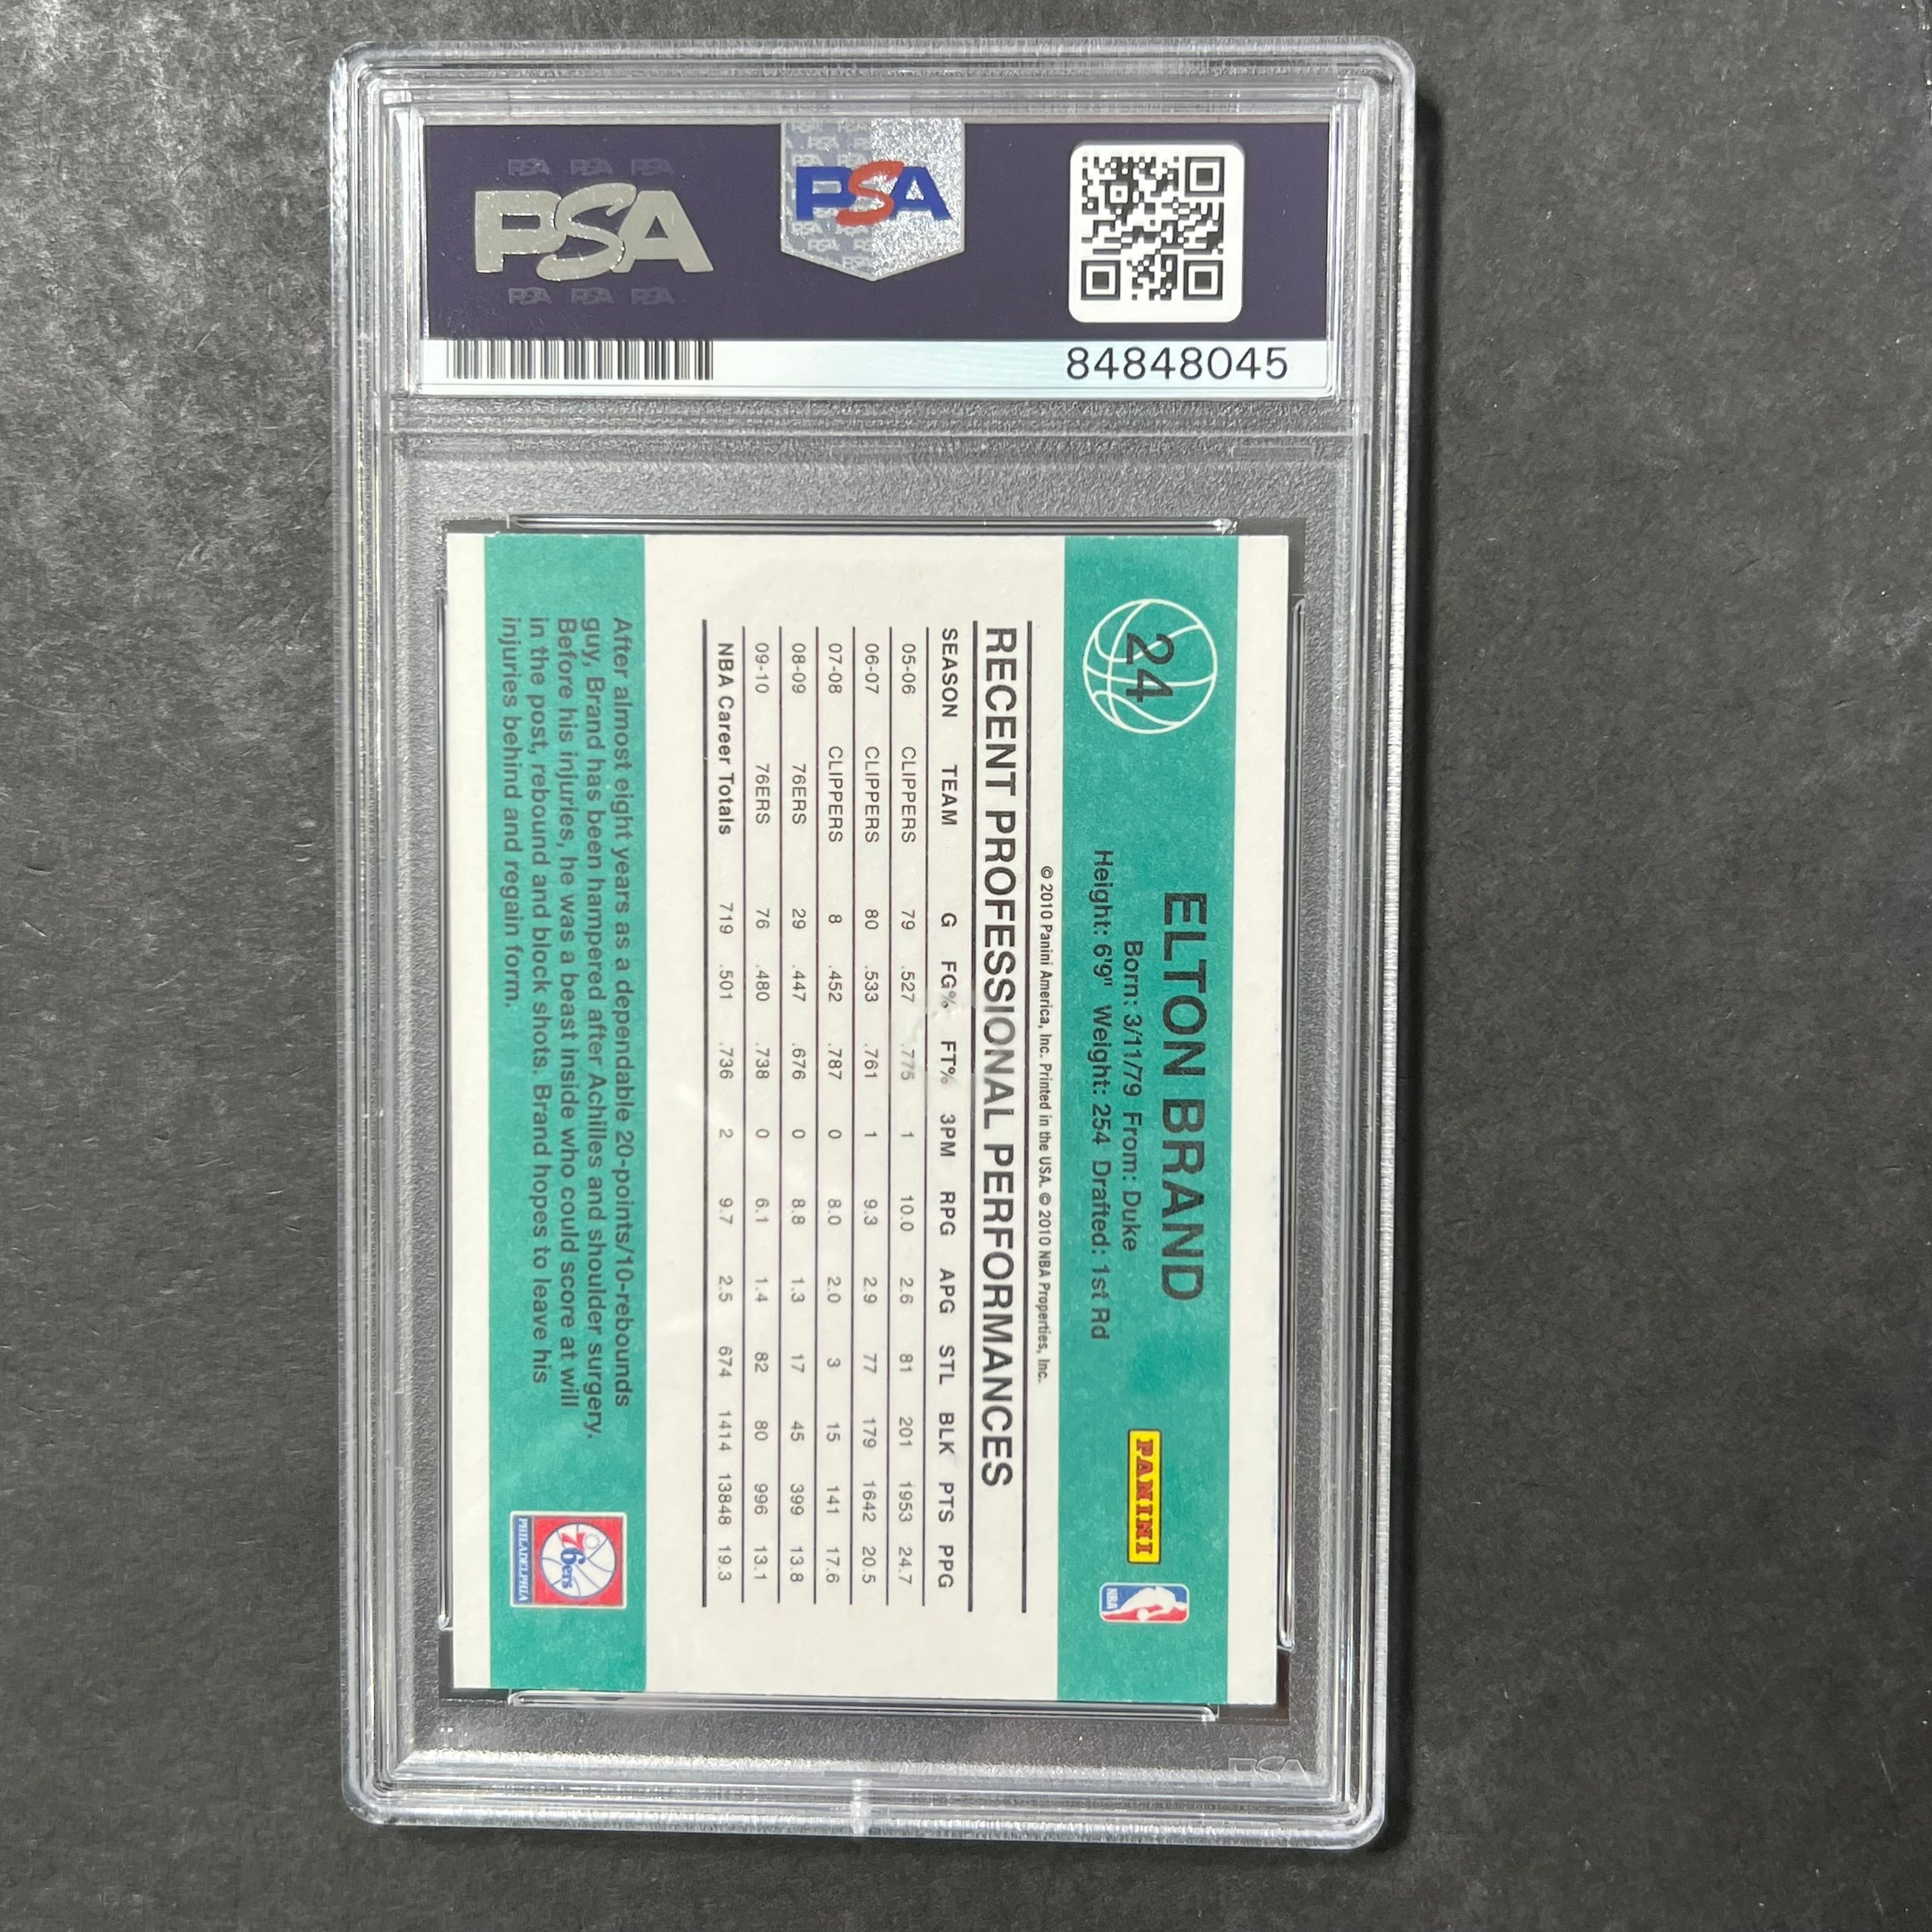 PSA PSA PSA
PSA
PSA PSA PSA
PSA
84848045
24
ELTON BRAND
Born: 3/11/79 From: Duke
Height: 6'9" Weight: 254 Drafted: 1st Rd
PANINI
NBA
© 2010 Panini America, Inc. Printed in the USA. © 2010 NBA Properties, Inc.
RECENT PROFESSIONAL PERFORMANCES
SEASON TEAM G FG% FT% 3PM RPG APG STL BLK PTS PPG
05-06 CLIPPERS 79 .527 .775 1 10.0 2.6 81 201 1953 24.7
06-07 CLIPPERS 80 .533 .761 1 9.3 2.9 77 179 1642 20.5
07-08 CLIPPERS 8 .452 .787 0 8.0 2.0 3 15 141 17.6
08-09 76ERS 29 .447 .676 0 8.8 1.3 17 45 399 13.8
09-10 76ERS 76 .480 .738 0 6.1 1.4 82 80 996 13.1
NBA Career Totals 719 .501 .736 2 9.7 2.5 674 1414 13848 19.3
After almost eight years as a dependable 20-points/10-rebounds
guy, Brand has been hampered after Achilles and shoulder surgery.
Before his injuries, he was a beast inside who could score at will
in the post, rebound and block shots. Brand hopes to leave his
injuries behind and regain form.
76ers
PHILADELPHIA
PSA